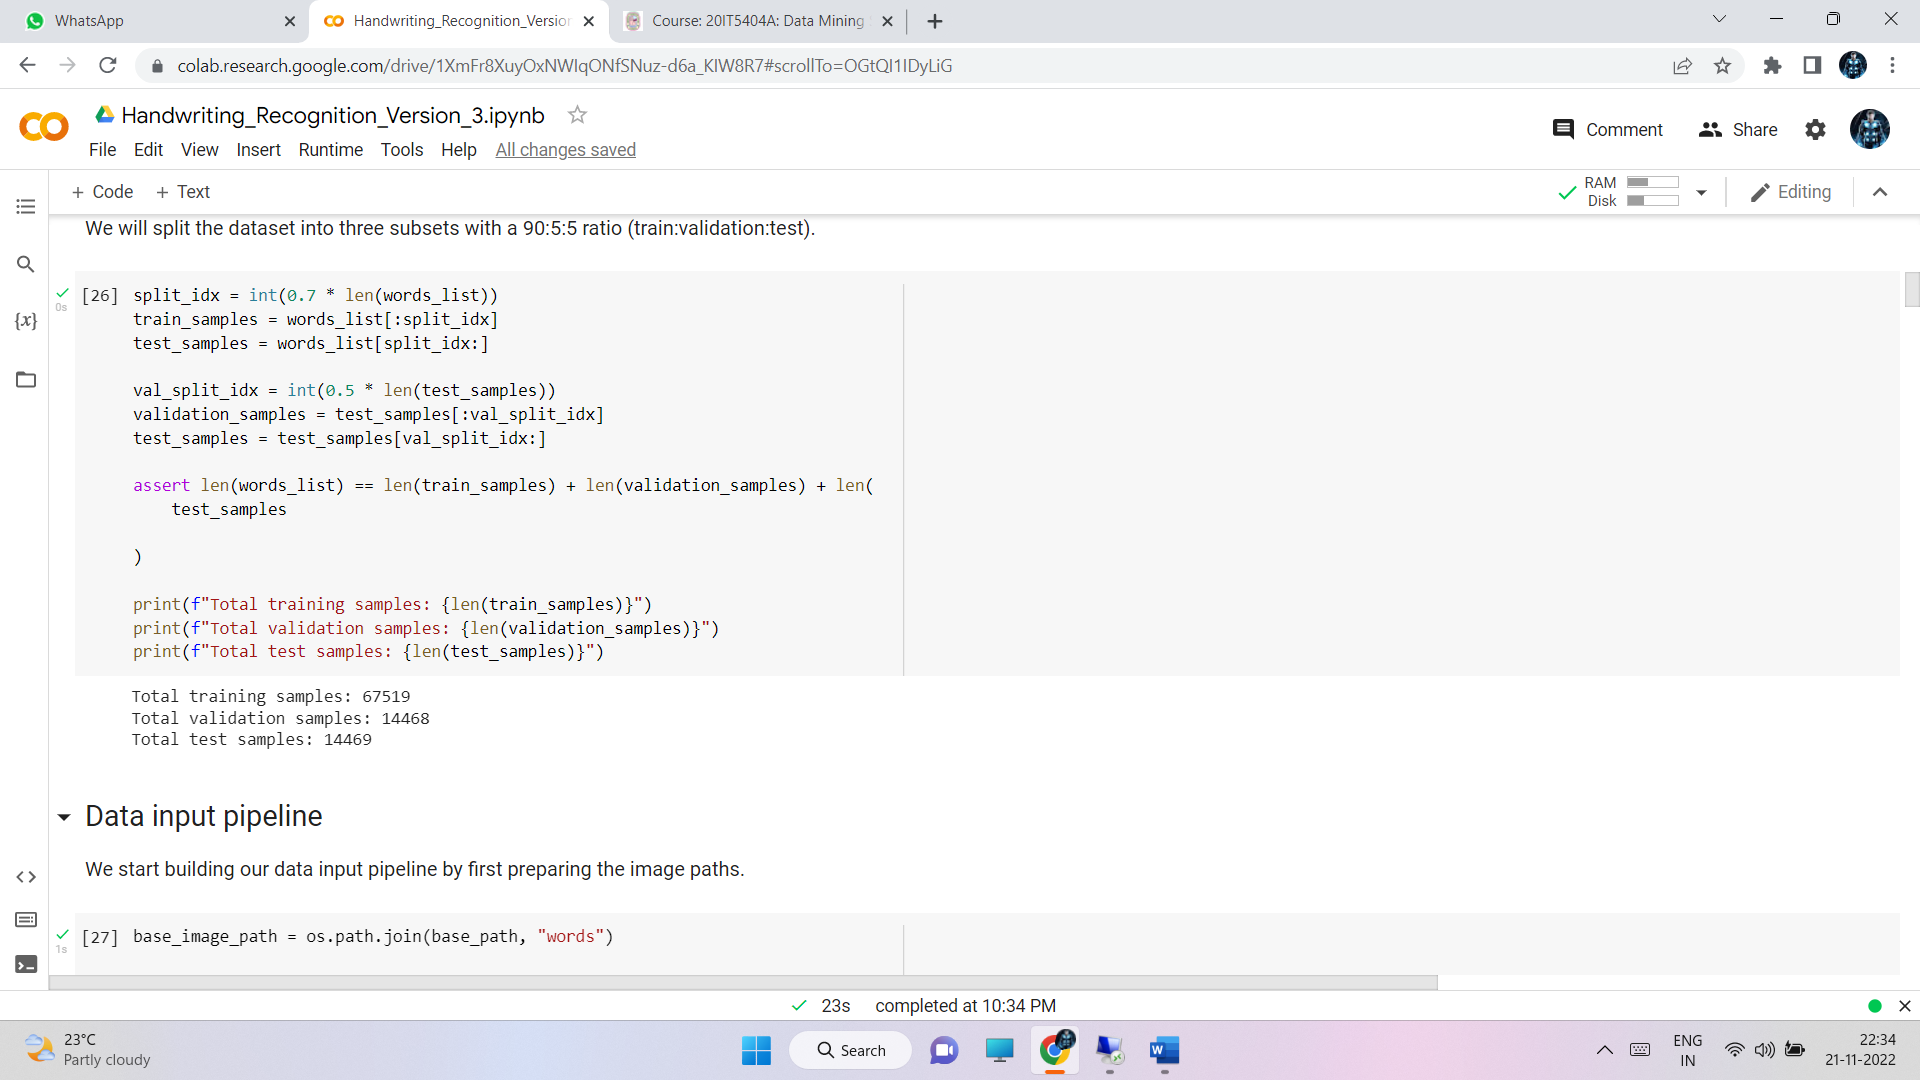 WhatsApp
Handwriting_Recognition_Version
Course: 20IT5404A: Data Mining
colab.research.google.com/drive/1XmFr8XuyOxNWIqONfSNuz-d6a_KIW8R7#scrollTo=OGtQI1IDyLiG
Handwriting_Recognition_Version_3.ipynb
Comment
Share
File Edit View Insert Runtime Tools Help All changes saved
+ Code + Text
RAM
Disk
Editing
We will split the dataset into three subsets with a 90:5:5 ratio (train:validation:test).
{x}
0s
[26] split_idx = int(0.7 * len(words_list))
train_samples = words_list[:split_idx]
test_samples = words_list[split_idx:]
val_split_idx = int(0.5 * len(test_samples))
validation_samples = test_samples[:val_split_idx]
test_samples = test_samples[val_split_idx:]
assert len(words_list) == len(train_samples) + len(validation_samples) + len(
test_samples
)
print(f"Total training samples: {len(train_samples)}")
print(f"Total validation samples: {len(validation_samples)}")
print(f"Total test samples: {len(test_samples)}")
Total training samples: 67519
Total validation samples: 14468
Total test samples: 14469
Data input pipeline
We start building our data input pipeline by first preparing the image paths.
1s
[27] base_image_path = os.path.join(base_path, "words")
23s completed at 10:34 PM
23°C
Partly cloudy
Search
ENG
IN
22:34
21-11-2022